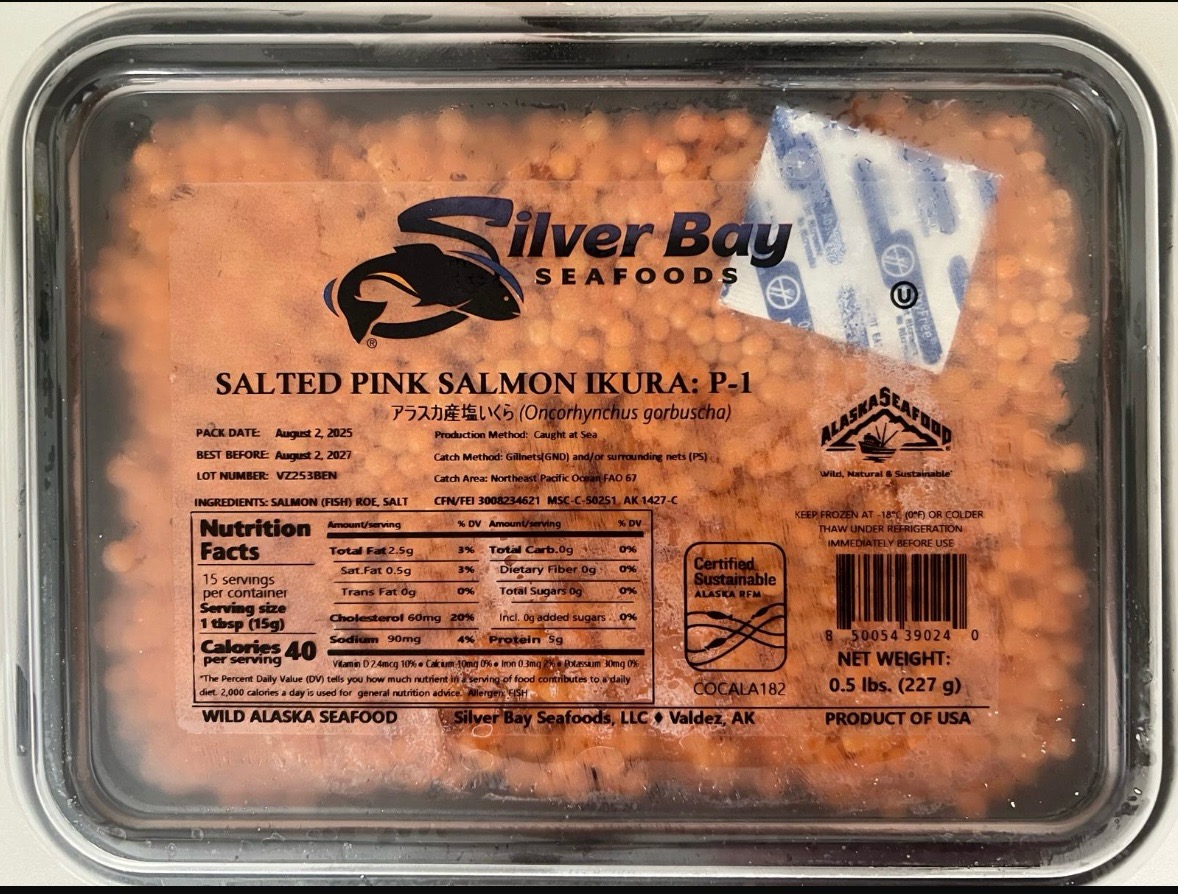 Silver Bay
SEAFOODS
®
U
SALTED PINK SALMON IKURA: P-1
アラスカ産塩いくら (Oncorhynchus gorbuscha)
PACK DATE: August 2, 2025
BEST BEFORE: August 2, 2027
LOT NUMBER: VZ253BEN
Production Method: Caught at Sea
Catch Method: Gillnets(GND) and/or surrounding nets (PS)
Catch Area: Northeast Pacific Ocean FAO 67
INGREDIENTS: SALMON (FISH) ROE, SALT
CFN/FEI 3008234621 MSC-C-50251, AK 1427-C
Nutrition
Facts
15 servings
per container
Serving size
1 tbsp (15g)
Calories 40
per serving
Amount/serving % DV Amount/serving % DV
Total Fat 2.5g 3% Total Carb.0g 0%
Sat.Fat 0.5g 3% Dietary Fiber 0g 0%
Trans Fat 0g 0% Total Sugars 0g 0%
Cholesterol 60mg 20% Incl. 0g added sugars 0%
Sodium 90mg 4% Protein 5g
Vitamin D 2.4mcg 10% • Calcium 10mg 0% • Iron 0.3mg 2% • Potassium 30mg 0%
*The Percent Daily Value (DV) tells you how much nutrient in a serving of food contributes to a daily
diet. 2,000 calories a day is used for general nutrition advice. Allergen: FISH
Certified
Sustainable
ALASKA RFM
COCALA182
ALASKA SEAFOOD
Wild, Natural & Sustainable®
KEEP FROZEN AT -18°C (0°F) OR COLDER
THAW UNDER REFRIGERATION
IMMEDIATELY BEFORE USE
8 50054 39024 0
NET WEIGHT:
0.5 lbs. (227 g)
WILD ALASKA SEAFOOD Silver Bay Seafoods, LLC ♦ Valdez, AK PRODUCT OF USA